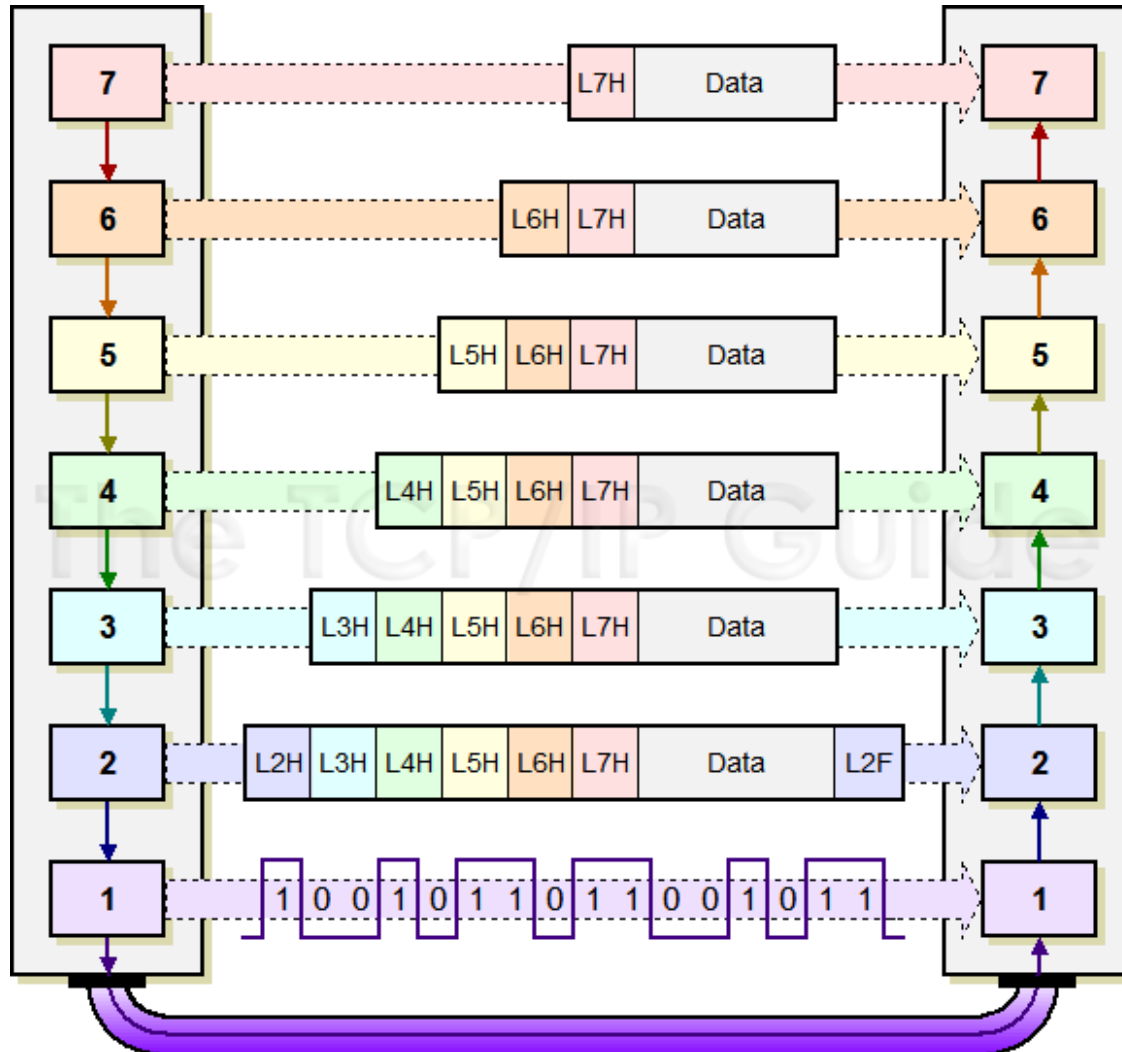 7 L7H Data 7
6 L6H L7H Data 6
5 L5H L6H L7H Data 5
4 L4H L5H L6H L7H Data 4
The TCP/IP Guide
3 L3H L4H L5H L6H L7H Data 3
2 L2H L3H L4H L5H L6H L7H Data L2F 2
1 1 0 0 1 0 1 1 0 1 1 0 0 1 0 1 1 1